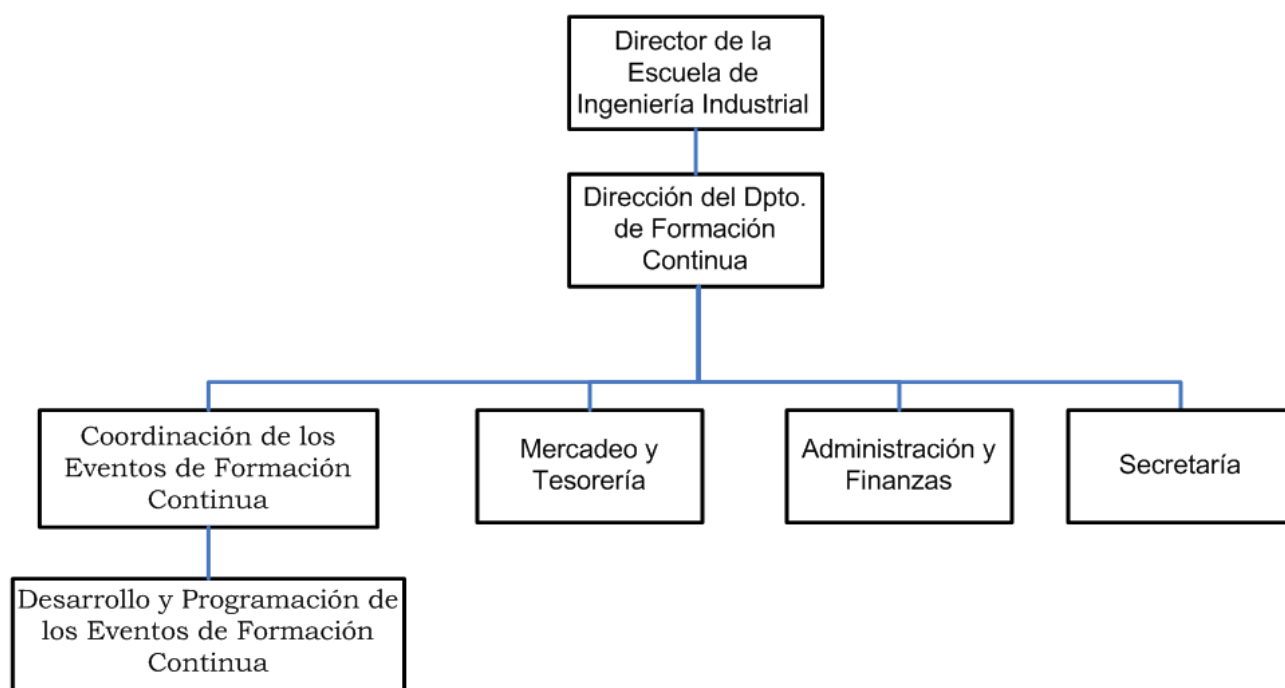 Director de la
Escuela de
Ingeniería Industrial
Dirección del Dpto.
de Formación
Continua
Coordinación de los
Eventos de Formación
Continua
Mercadeo y
Tesorería
Administración y
Finanzas
Secretaría
Desarrollo y Programación de
los Eventos de Formación
Continua